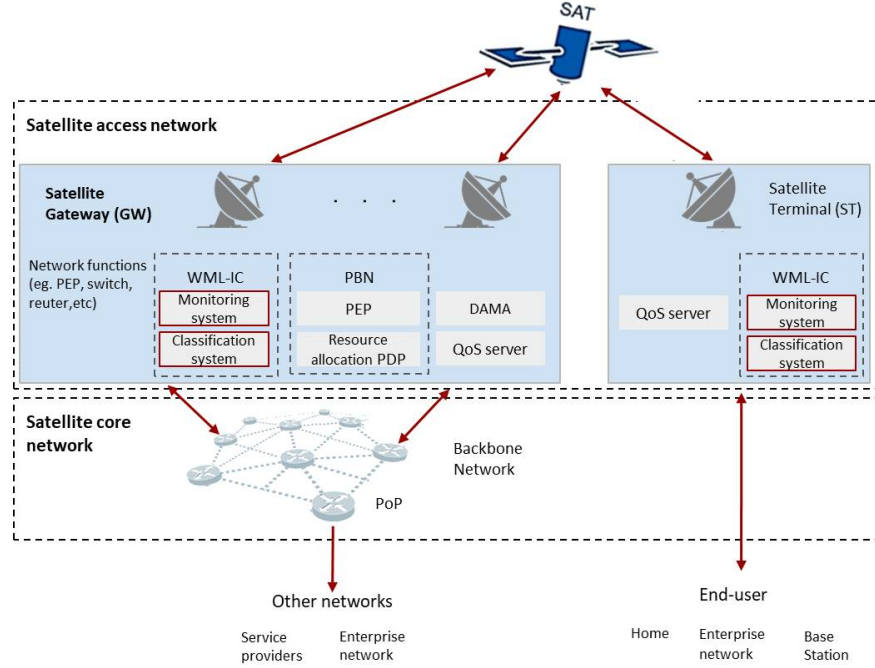 SAT
Satellite access network
Satellite
Gateway (GW)
. . .
Satellite
Terminal (ST)
Network functions
(eg. PEP, switch,
reuter,etc)
WML-IC
Monitoring
system
Classification
system
PBN
PEP
Resource
allocation PDP
DAMA
QoS server
QoS server
WML-IC
Monitoring
system
Classification
system
Satellite core
network
Backbone
Network
PoP
Other networks
Service
providers
Enterprise
network
End-user
Home
Enterprise
network
Base
Station